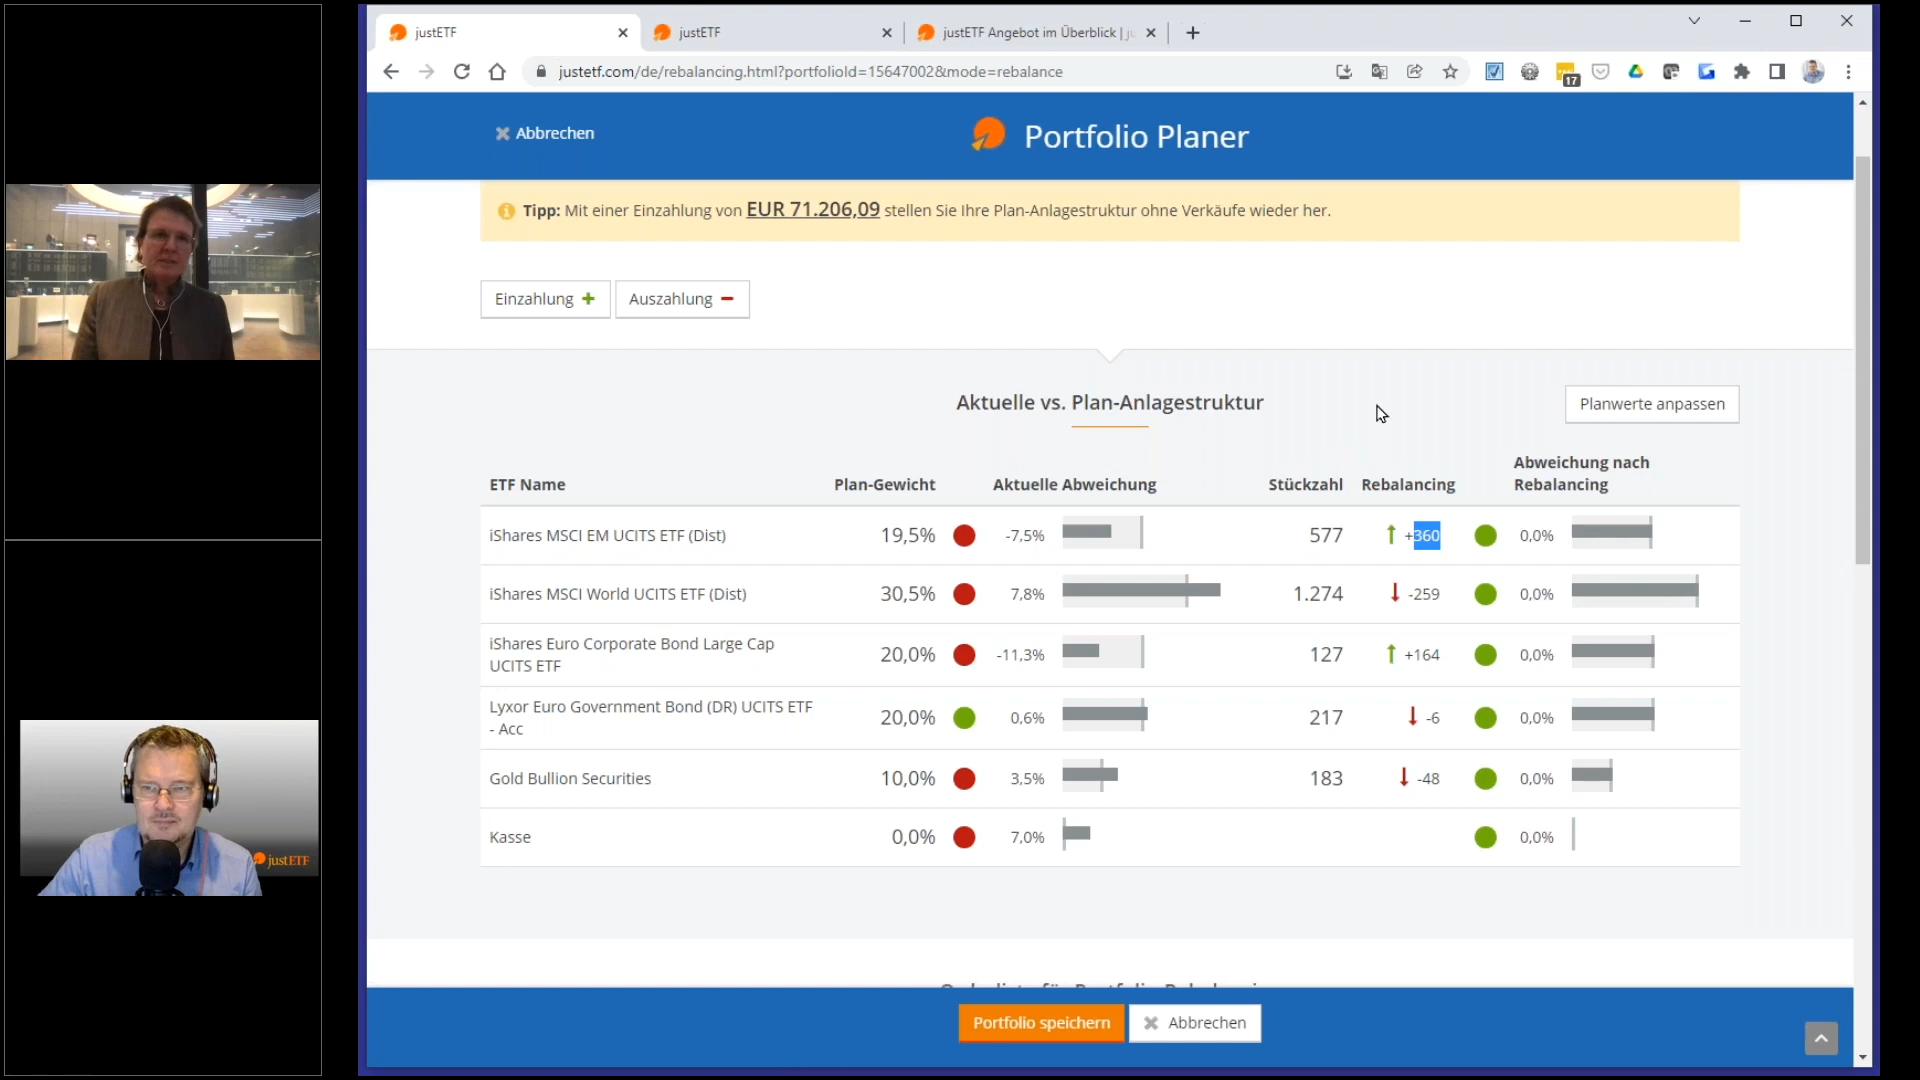 justETF
justETF
justETF Angebot im Überblick | ju
justetf.com/de/rebalancing.html?portfolioId=15647002&mode=rebalance
17
Abbrechen
Portfolio Planer
Tipp: Mit einer Einzahlung von EUR 71.206,09 stellen Sie Ihre Plan-Anlagestruktur ohne Verkäufe wieder her.
Einzahlung
Auszahlung
Aktuelle vs. Plan-Anlagestruktur
Planwerte anpassen
ETF Name Plan-Gewicht Aktuelle Abweichung Stückzahl Rebalancing Abweichung nach
Rebalancing
iShares MSCI EM UCITS ETF (Dist) 19,5% -7,5% 577 +360 0,0%
iShares MSCI World UCITS ETF (Dist) 30,5% 7,8% 1.274 -259 0,0%
iShares Euro Corporate Bond Large Cap
UCITS ETF 20,0% -11,3% 127 +164 0,0%
Lyxor Euro Government Bond (DR) UCITS ETF
- Acc 20,0% 0,6% 217 -6 0,0%
Gold Bullion Securities 10,0% 3,5% 183 -48 0,0%
Kasse 0,0% 7,0% 0,0%
Portfolio speichern
Abbrechen
justETF